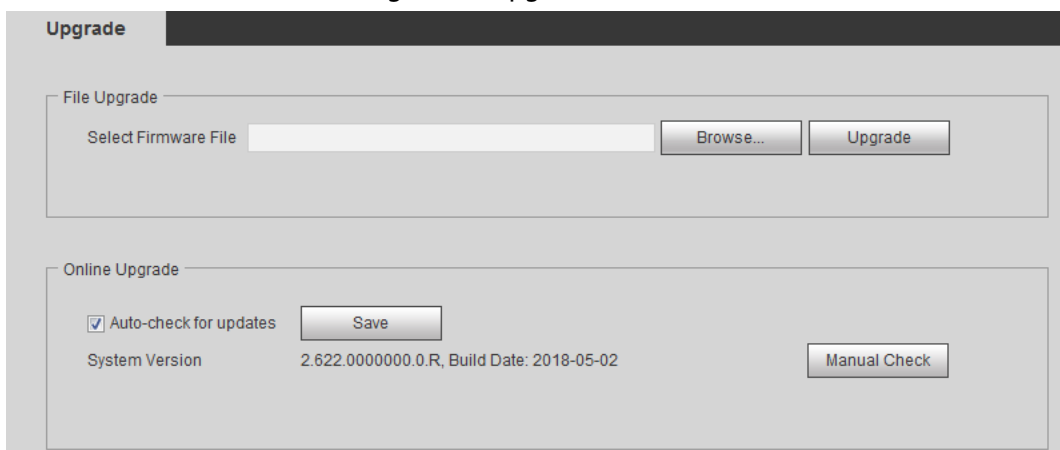 Upgrade
File Upgrade
Select Firmware File Browse... Upgrade
Online Upgrade
Auto-check for updates Save
System Version 2.622.0000000.0.R, Build Date: 2018-05-02 Manual Check